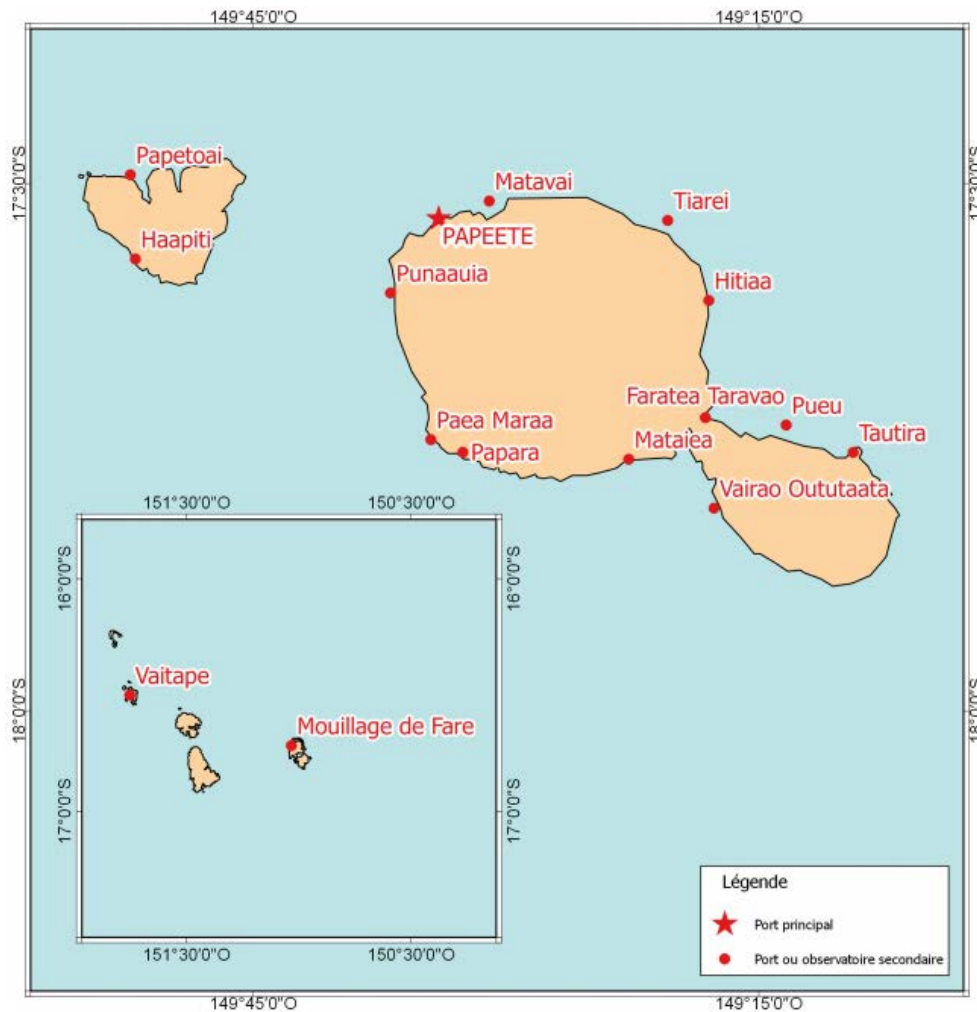 149°45'0"O
149°15'0"O
17°30'0"S
17°30'0"S
Papetoai
Matavai
Tiarei
PAPEETE
Haapiti
Punaauia
Hitiaa
Faratea Taravao
Pueu
Paea Maraa
Tautira
Papara
Mataiea
Vairao Oututaata
151°30'0"O
150°30'0"O
16°0'0"S
16°0'0"S
Vaitape
18°0'0"S
18°0'0"S
Mouillage de Fare
17°0'0"S
17°0'0"S
Légende
Port principal
Port ou observatoire secondaire
151°30'0"O
150°30'0"O
149°45'0"O
149°15'0"O